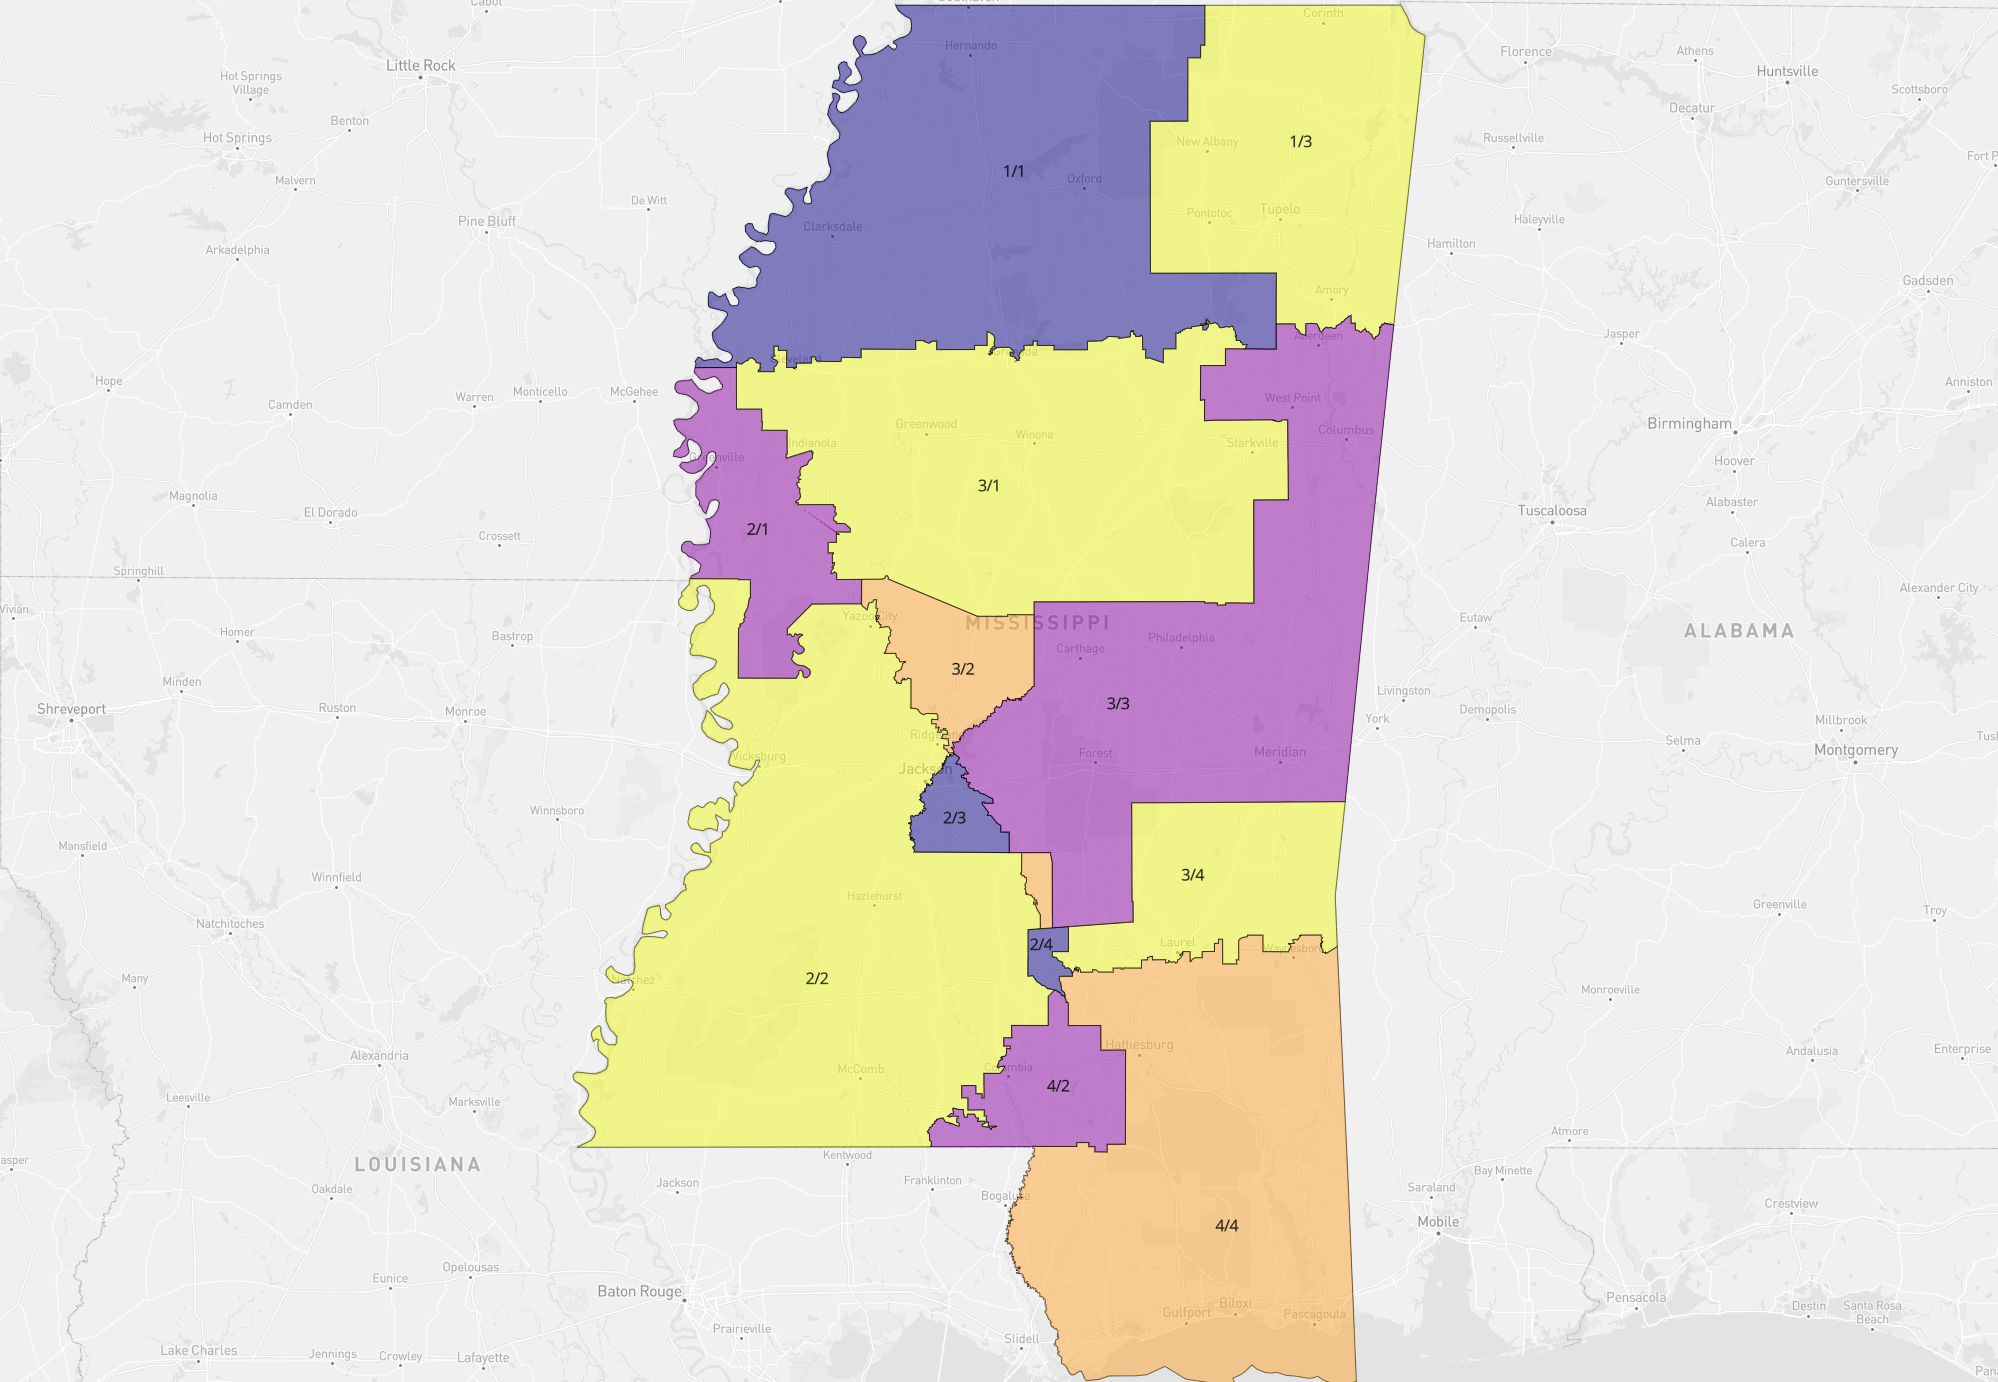 Cabot
Southaven
Corinth
Hernando
Little Rock
Florence
Athens
Huntsville
Hot Springs
Village
Scottsboro
Decatur
Benton
Hot Springs
New Albany
1/3
Russellville
Fort P
1/1
Oxford
Malvern
Guntersville
De Witt
Pontotoc
Tupelo
Pine Bluff
Clarksdale
Haleyville
Arkadelphia
Hamilton
Gadsden
Amory
Aberdeen
Jasper
Cleveland
Grenada
Hope
Monticello
McGehee
Warren
Camden
West Point
Anniston
Birmingham
Greenwood
Winona
Columbus
Indianola
Starkville
Greenville
Hoover
3/1
Magnolia
El Dorado
Alabaster
Tuscaloosa
2/1
Crossett
Calera
Springhill
Alexander City
Vivian
Yazoo City
MISSISSIPPI
Eutaw
ALABAMA
Homer
Bastrop
Philadelphia
Carthage
3/2
Minden
Livingston
Shreveport
Ruston
Monroe
3/3
York
Demopolis
Millbrook
Ridgeland
Selma
Tusk
Vicksburg
Forest
Meridian
Montgomery
Jackson
Winnsboro
2/3
Mansfield
Winnfield
3/4
Hazlehurst
Greenville
Troy
Natchitoches
2/4
Laurel
Waynesboro
Many
Natchez
2/2
Monroeville
Hattiesburg
Alexandria
Andalusia
Enterprise
McComb
Columbia
4/2
Leesville
Marksville
Atmore
Kentwood
asper
LOUISIANA
Bay Minette
Jackson
Franklinton
Oakdale
Bogalusa
Saraland
Crestview
4/4
Mobile
Opelousas
Eunice
Baton Rouge
Pensacola
Biloxi
Gulfport
Pascagoula
Destin
Santa Rosa
Beach
Prairieville
Slidell
Lake Charles
Jennings
Crowley
Lafayette
Pan